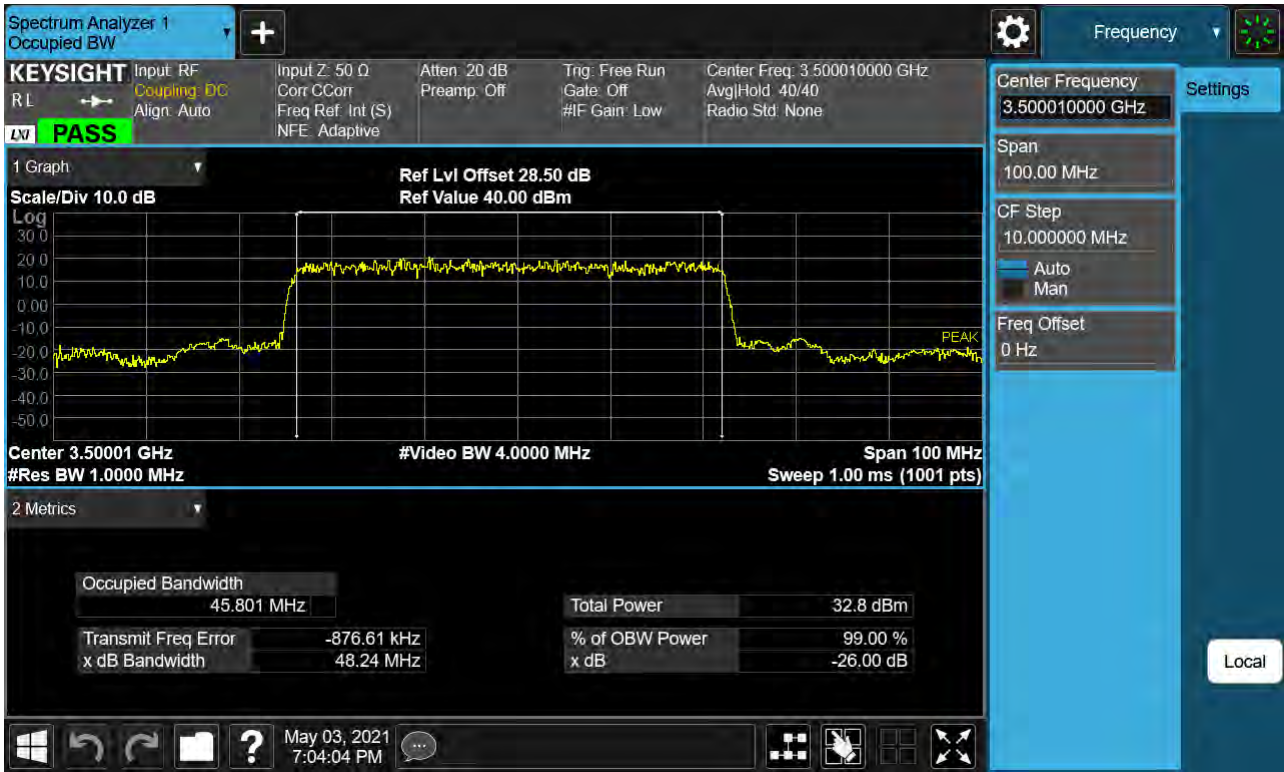 Spectrum Analyzer 1
Occupied BW
Frequency
KEYSIGHT
RL
LXI
PASS
Input: RF
Coupling: DC
Align: Auto
Input Z: 50 Ω
Corr CCorr
Freq Ref: Int (S)
NFE: Adaptive
Atten: 20 dB
Preamp: Off
Trig: Free Run
Gate: Off
#IF Gain: Low
Center Freq: 3.500010000 GHz
Avg|Hold: 40/40
Radio Std: None
1 Graph
Scale/Div 10.0 dB
Ref Lvl Offset 28.50 dB
Ref Value 40.00 dBm
Log
30.0
20.0
10.0
0.00
-10.0
-20.0
-30.0
-40.0
-50.0
PEAK
Center 3.50001 GHz
#Video BW 4.0000 MHz
Span 100 MHz
#Res BW 1.0000 MHz
Sweep 1.00 ms (1001 pts)
2 Metrics
Occupied Bandwidth
45.801 MHz
Total Power 32.8 dBm
Transmit Freq Error -876.61 kHz
% of OBW Power 99.00 %
x dB Bandwidth 48.24 MHz
x dB -26.00 dB
Center Frequency
3.500010000 GHz
Settings
Span
100.00 MHz
CF Step
10.000000 MHz
Auto
Man
Freq Offset
0 Hz
Local
?
May 03, 2021
7:04:04 PM